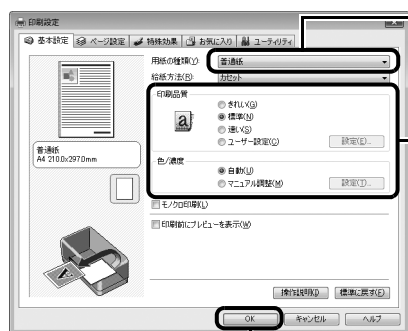 印刷設定
基本設定 ページ設定 特殊効果 お気に入り ユーティリティ
用紙の種類(Y): 普通紙
給紙方法(R): カセット
印刷品質
a
きれい(G)
標準(N)
速い(S)
ユーザー設定(C) 設定(E)...
普通紙
A4 210.0x297.0mm
色/濃度
自動(U)
マニュアル調整(M) 設定(T)...
モノクロ印刷(L)
印刷前にプレビューを表示(W)
A
操作説明(I) 標準に戻す(F)
OK キャンセル ヘルプ